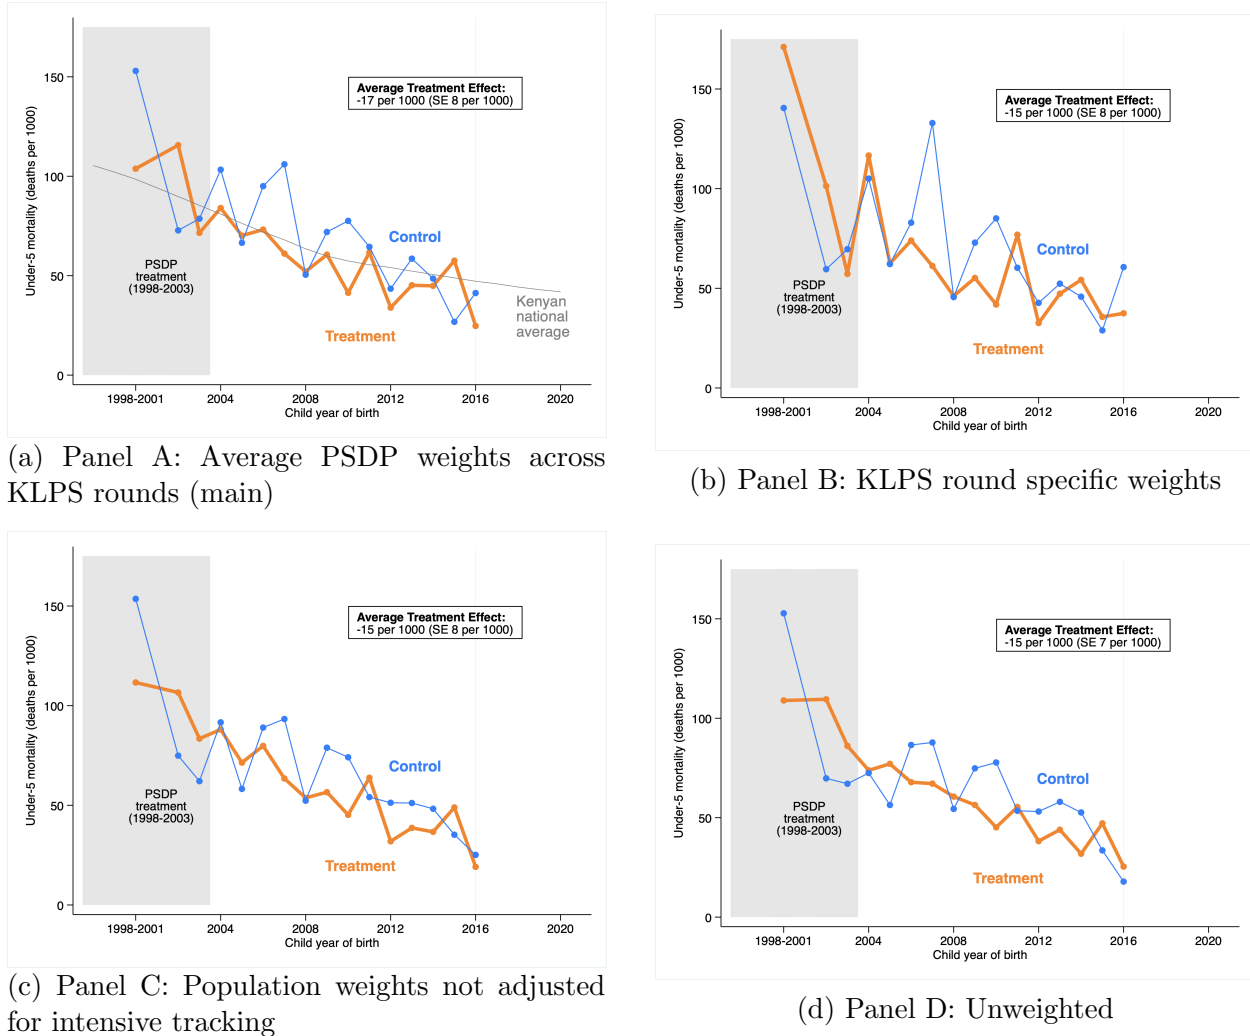 Under-5 mortality (deaths per 1000)
150
100
50
0
Average Treatment Effect:
-17 per 1000 (SE 8 per 1000)
Control
PSDP
treatment
(1998-2003)
Kenyan
national
average
Treatment
1998-2001
2004
2008
2012
2016
2020
Child year of birth
(a) Panel A: Average PSDP weights across
KLPS rounds (main)
Under-5 mortality (deaths per 1000)
150
100
50
0
Average Treatment Effect:
-15 per 1000 (SE 8 per 1000)
Control
PSDP
treatment
(1998-2003)
Treatment
1998-2001
2004
2008
2012
2016
2020
Child year of birth
(b) Panel B: KLPS round specific weights
Under-5 mortality (deaths per 1000)
150
100
50
0
Average Treatment Effect:
-15 per 1000 (SE 8 per 1000)
Control
PSDP
treatment
(1998-2003)
Treatment
1998-2001
2004
2008
2012
2016
2020
Child year of birth
(c) Panel C: Population weights not adjusted
for intensive tracking
Under-5 mortality (deaths per 1000)
150
100
50
0
Average Treatment Effect:
-15 per 1000 (SE 7 per 1000)
Control
PSDP
treatment
(1998-2003)
Treatment
1998-2001
2004
2008
2012
2016
2020
Child year of birth
(d) Panel D: Unweighted